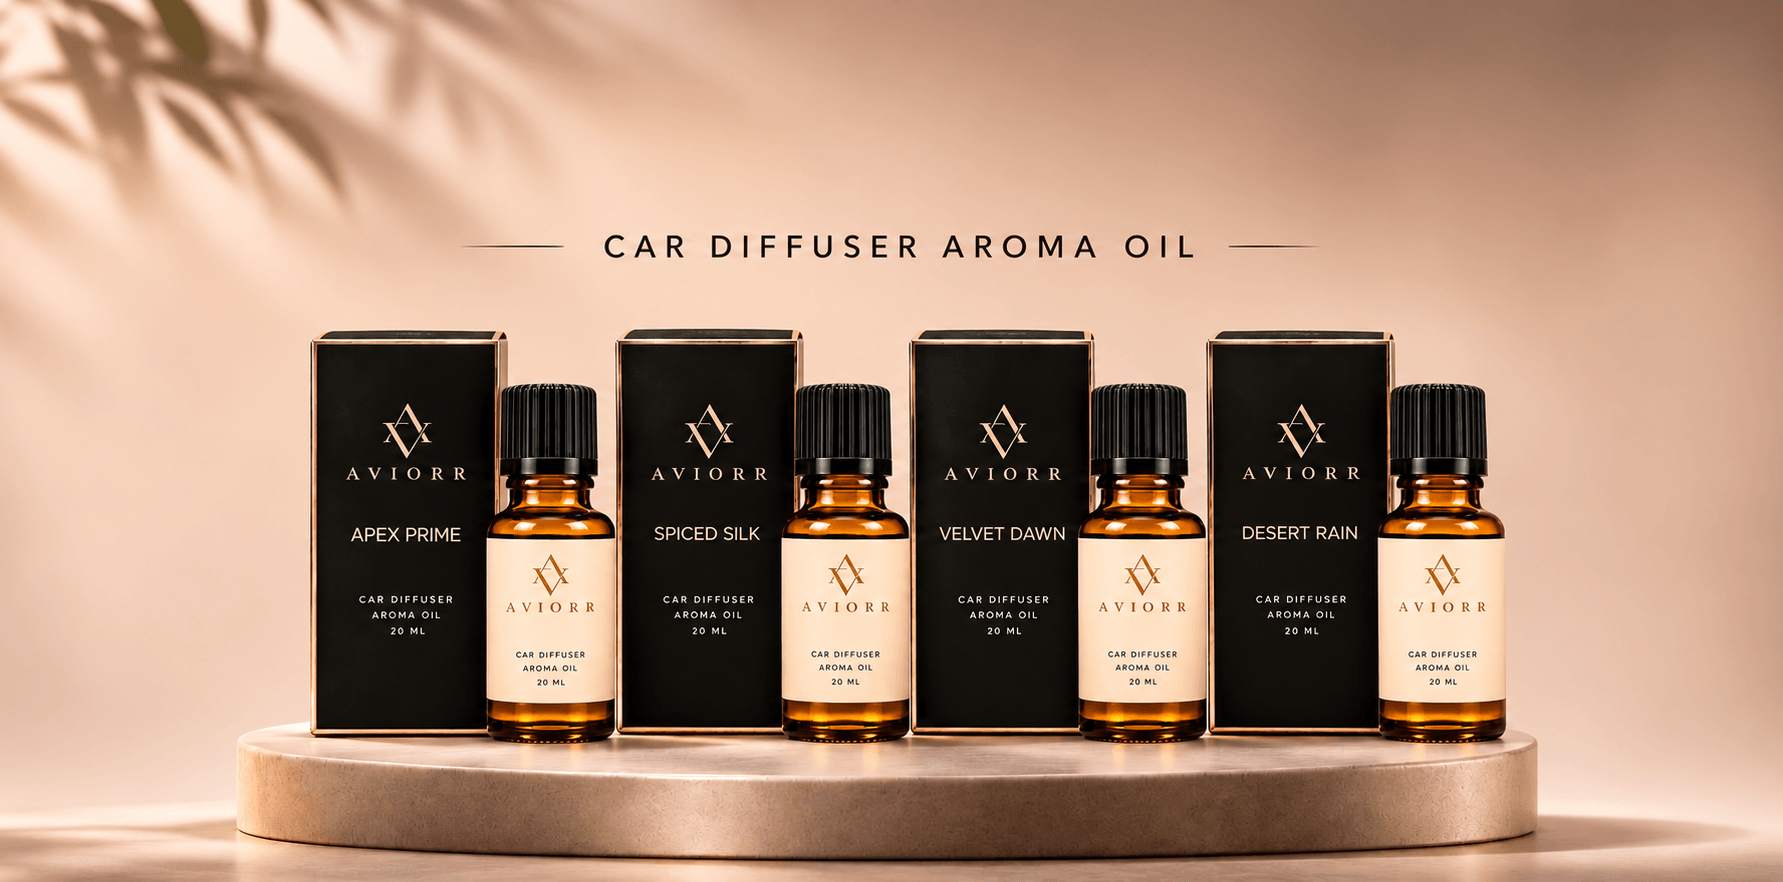 CAR DIFFUSER AROMA OIL
AVIORR
APEX PRIME
CAR DIFFUSER
AROMA OIL
20 ML
AVIORR
CAR DIFFUSER
AROMA OIL
20 ML
AVIORR
SPICED SILK
CAR DIFFUSER
AROMA OIL
20 ML
AVIORR
CAR DIFFUSER
AROMA OIL
20 ML
AVIORR
VELVET DAWN
CAR DIFFUSER
AROMA OIL
20 ML
AVIORR
CAR DIFFUSER
AROMA OIL
20 ML
AVIORR
DESERT RAIN
CAR DIFFUSER
AROMA OIL
20 ML
AVIORR
CAR DIFFUSER
AROMA OIL
20 ML